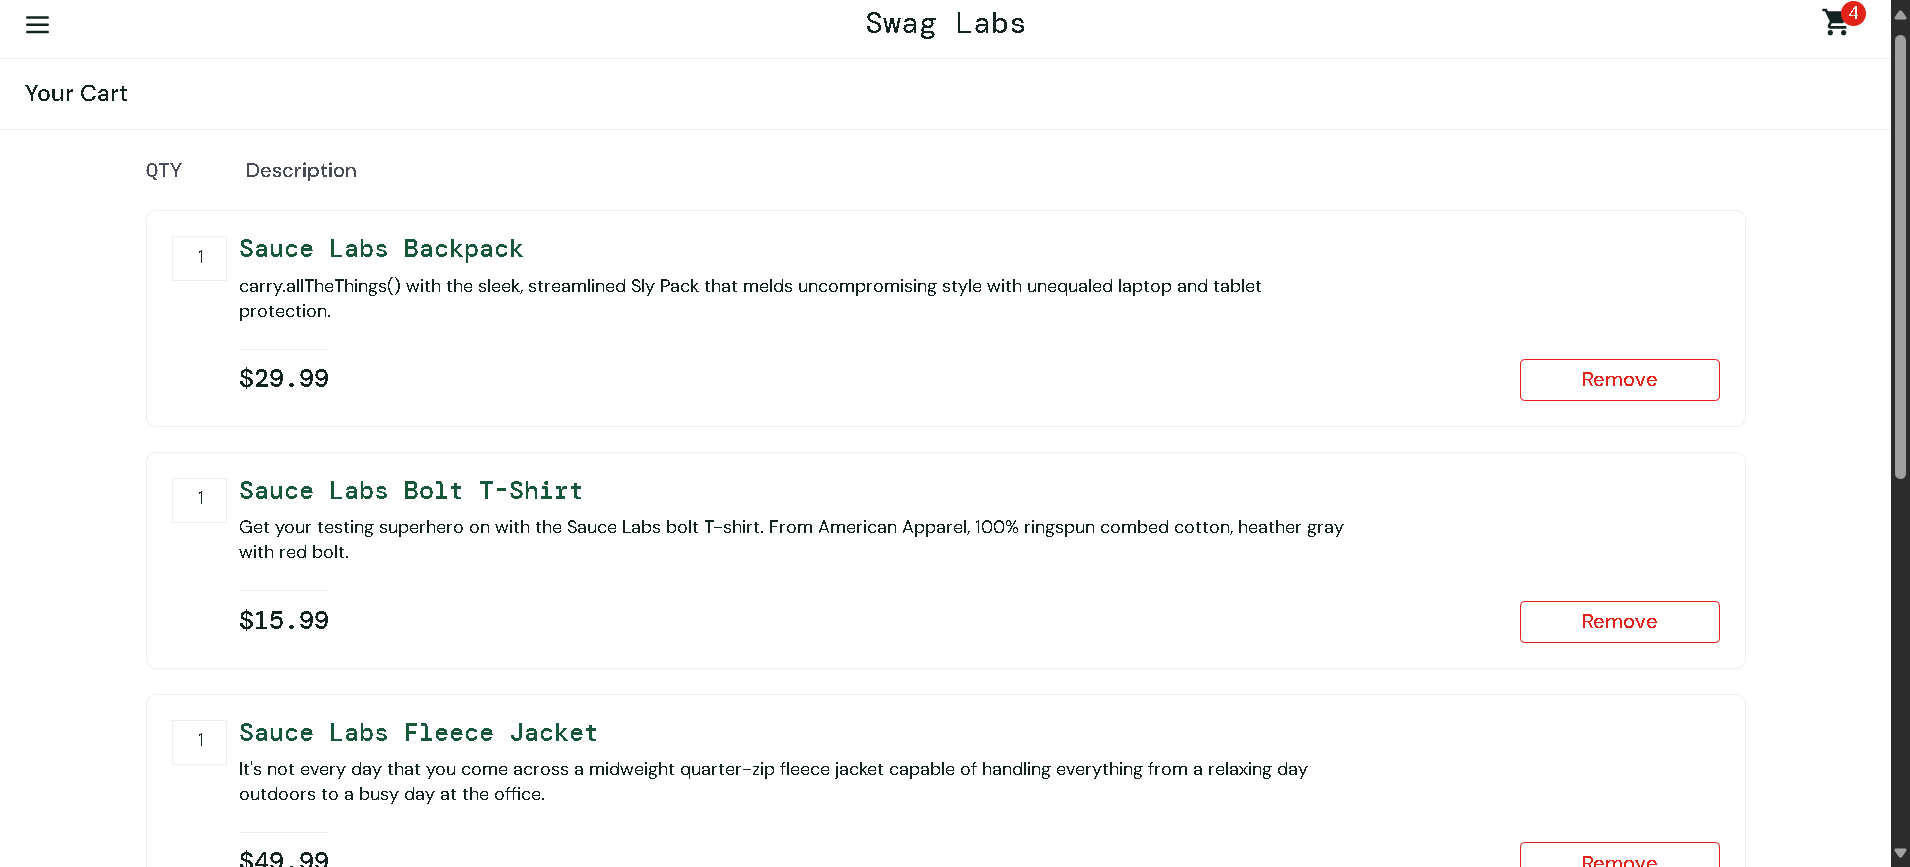 Swag Labs
4
Your Cart
QTY Description
1
Sauce Labs Backpack
carry.allTheThings() with the sleek, streamlined Sly Pack that melds uncompromising style with unequaled laptop and tablet
protection.
$29.99
Remove
1
Sauce Labs Bolt T-Shirt
Get your testing superhero on with the Sauce Labs bolt T-shirt. From American Apparel, 100% ringspun combed cotton, heather gray
with red bolt.
$15.99
Remove
1
Sauce Labs Fleece Jacket
It's not every day that you come across a midweight quarter-zip fleece jacket capable of handling everything from a relaxing day
outdoors to a busy day at the office.
$49.99
Remove